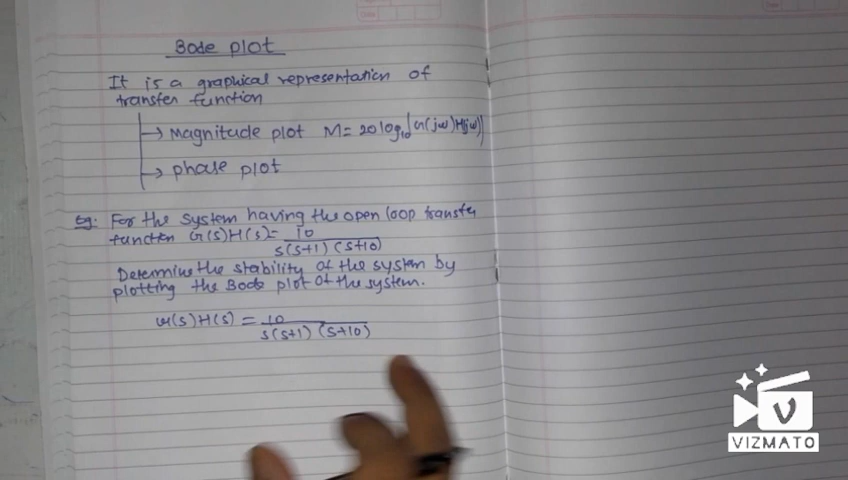 Bode plot
It is a graphical representation of
transfer function
→ Magnitude plot M = 20 log₁₀|G(jω)H(jω)|
→ phase plot
Eg: For the system having the open loop transfer
function G(s)H(s) = 10
s(s+1) (s+10)
Determine the stability of the system by
plotting the Bode plot of the system.
G(s)H(s) = 10
s(s+1) (s+10)
VIZMATO